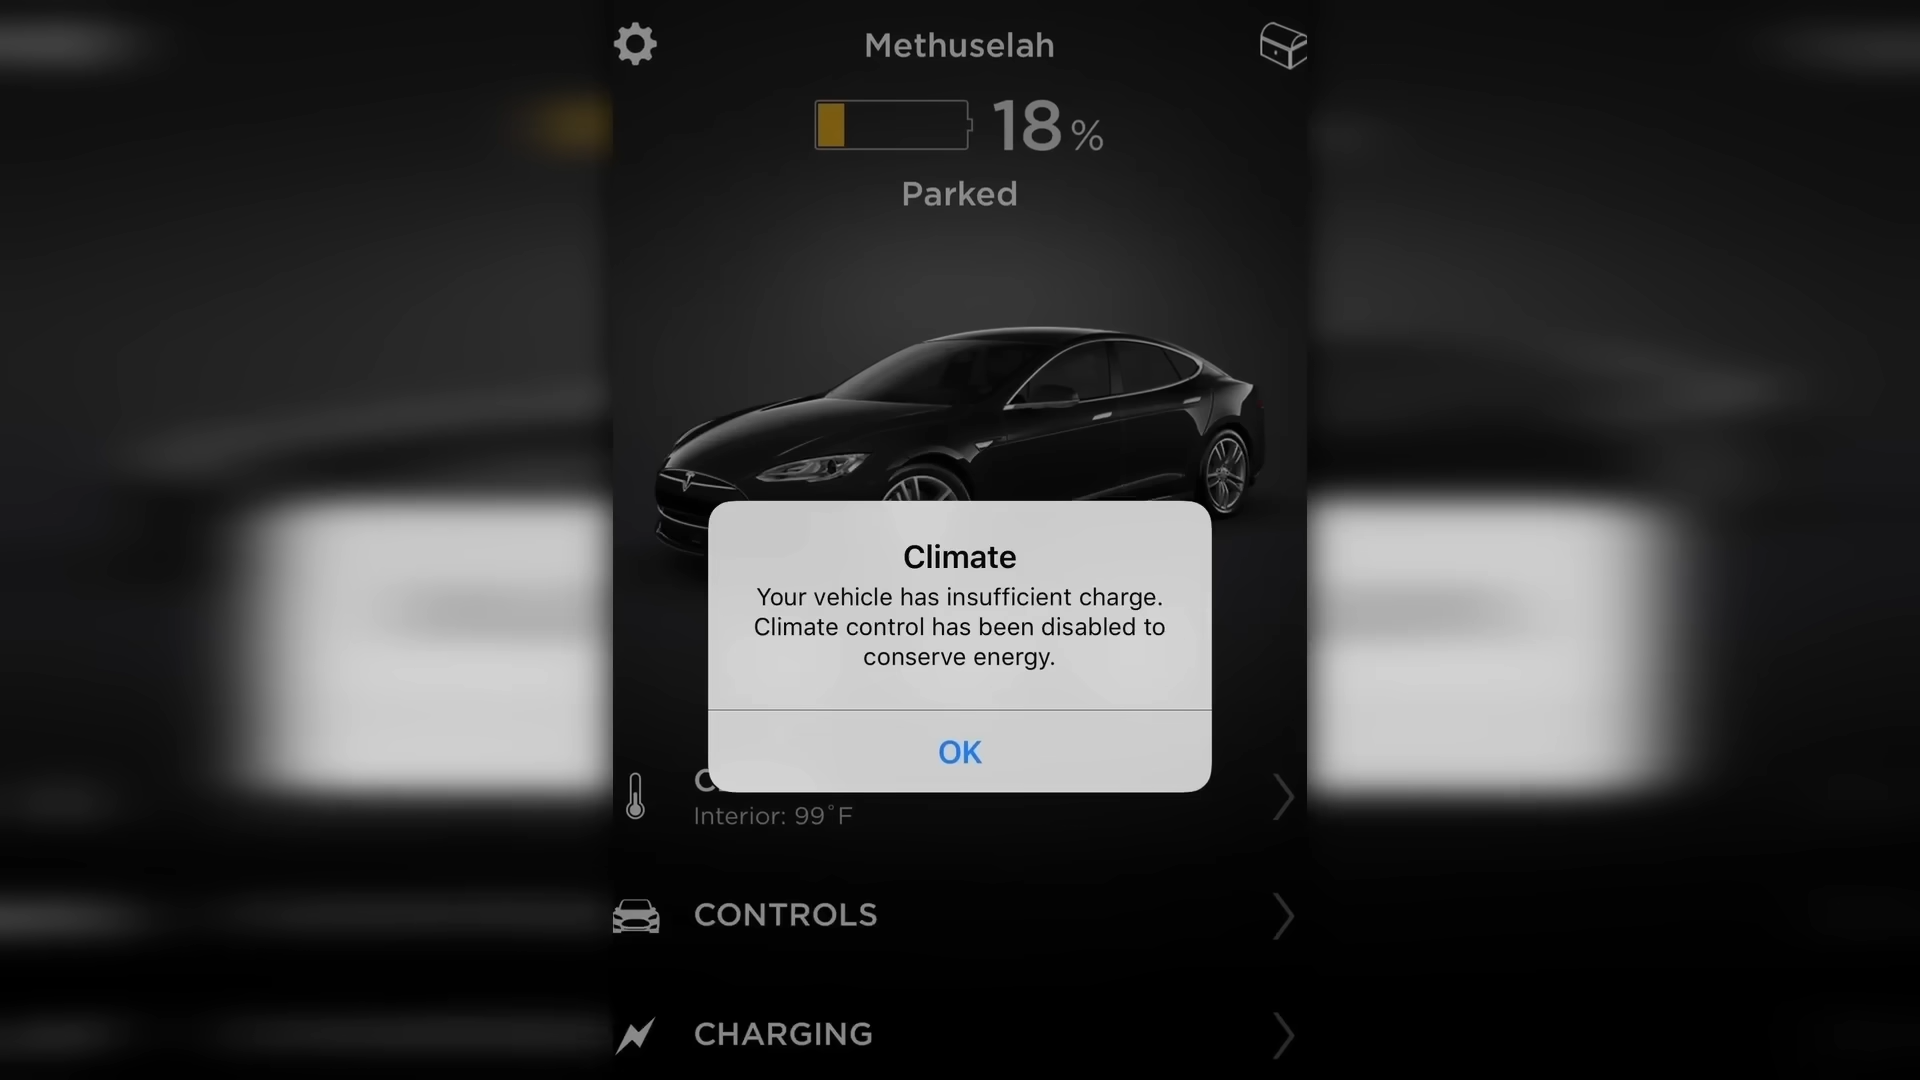 Methuselah
18 %
Parked
Climate
Your vehicle has insufficient charge.
Climate control has been disabled to
conserve energy.
OK
Interior: 99°F
CONTROLS
CHARGING